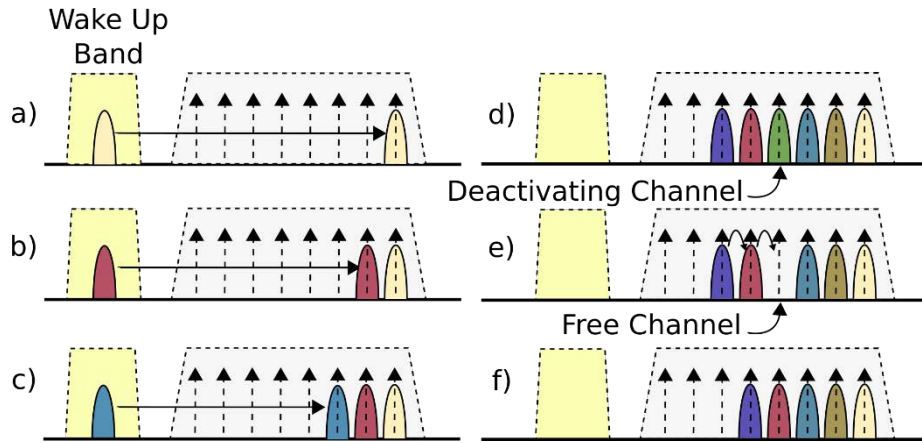 Wake Up
Band
a)
b)
c)
d)
Deactivating Channel
e)
Free Channel
f)